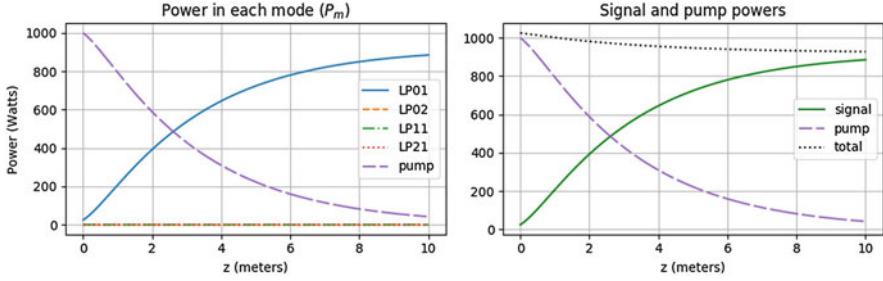 Power in each mode (Pₘ)
1000
800
600
400
200
0
Power (Watts)
LP01
LP02
LP11
LP21
pump
0
2
4
6
8
10
z (meters)
Signal and pump powers
1000
800
600
400
200
0
signal
pump
total
0
2
4
6
8
10
z (meters)